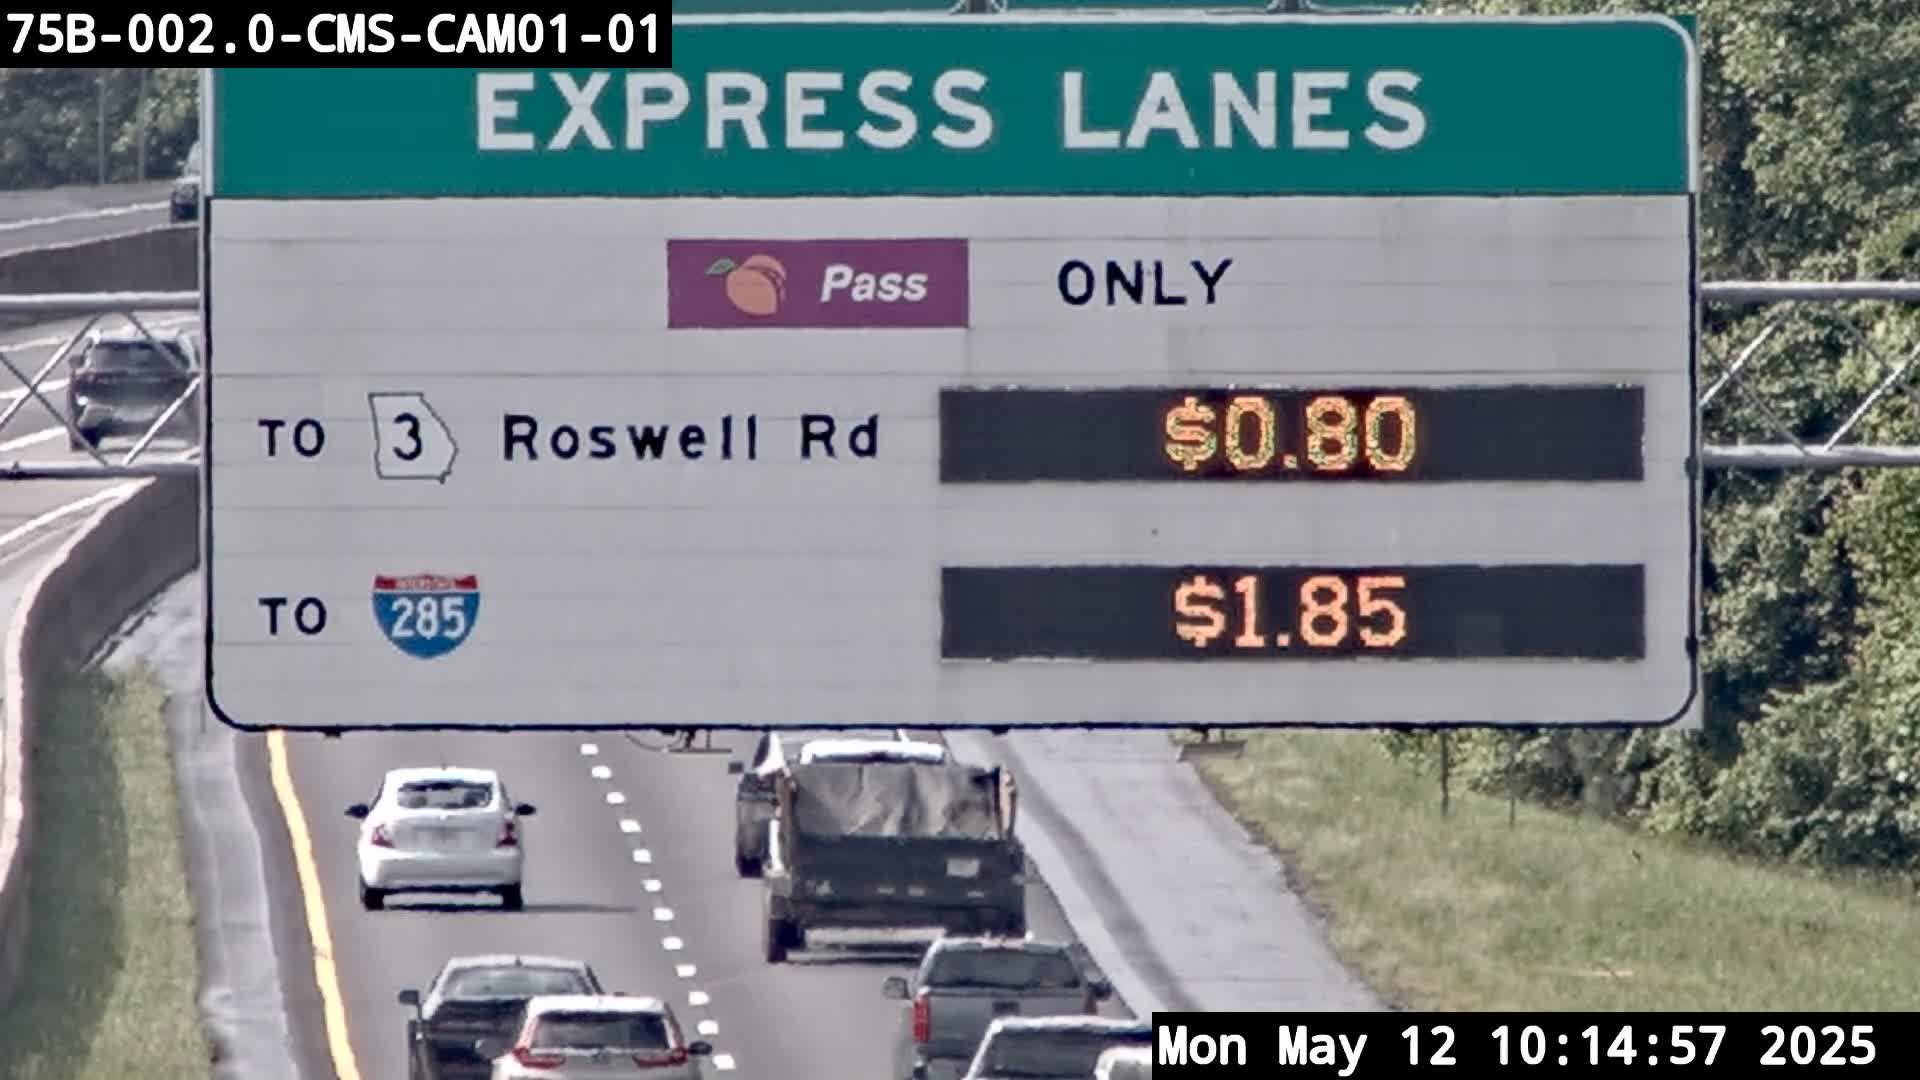 75B-002.0-CMS-CAM01-01
EXPRESS LANES
Pass ONLY
TO 3 Roswell Rd $0.80
INTERSTATE
TO 285 $1.85
Mon May 12 10:14:57 2025